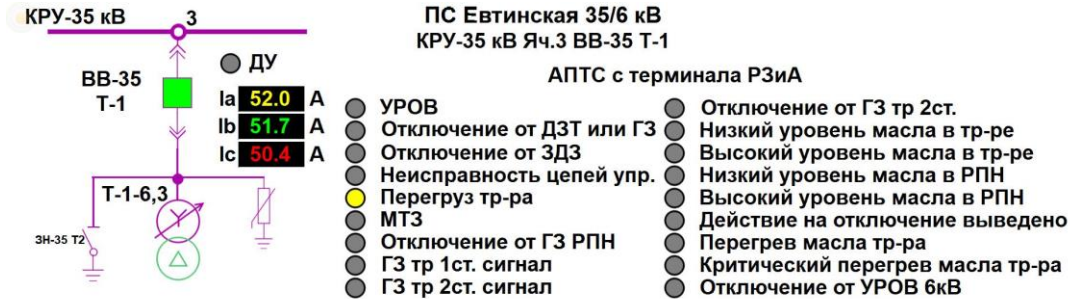 КРУ-35 кВ
3
ПС Евтинская 35/6 кВ
КРУ-35 кВ Яч.3 ВВ-35 Т-1
ВВ-35
Т-1
ДУ
Ia 52.0 А
Ib 51.7 А
Ic 50.4 А
Т-1-6,3
ЗН-35 Т2
АПТС с терминала РЗиА
УРОВ
Отключение от ДЗТ или ГЗ
Отключение от ЗДЗ
Неисправность цепей упр.
Перегруз тр-ра
МТЗ
Отключение от ГЗ РПН
ГЗ тр 1ст. сигнал
ГЗ тр 2ст. сигнал
Отключение от ГЗ тр 2ст.
Низкий уровень масла в тр-ре
Высокий уровень масла в тр-ре
Низкий уровень масла в РПН
Высокий уровень масла в РПН
Действие на отключение выведено
Перегрев масла тр-ра
Критический перегрев масла тр-ра
Отключение от УРОВ 6кВ